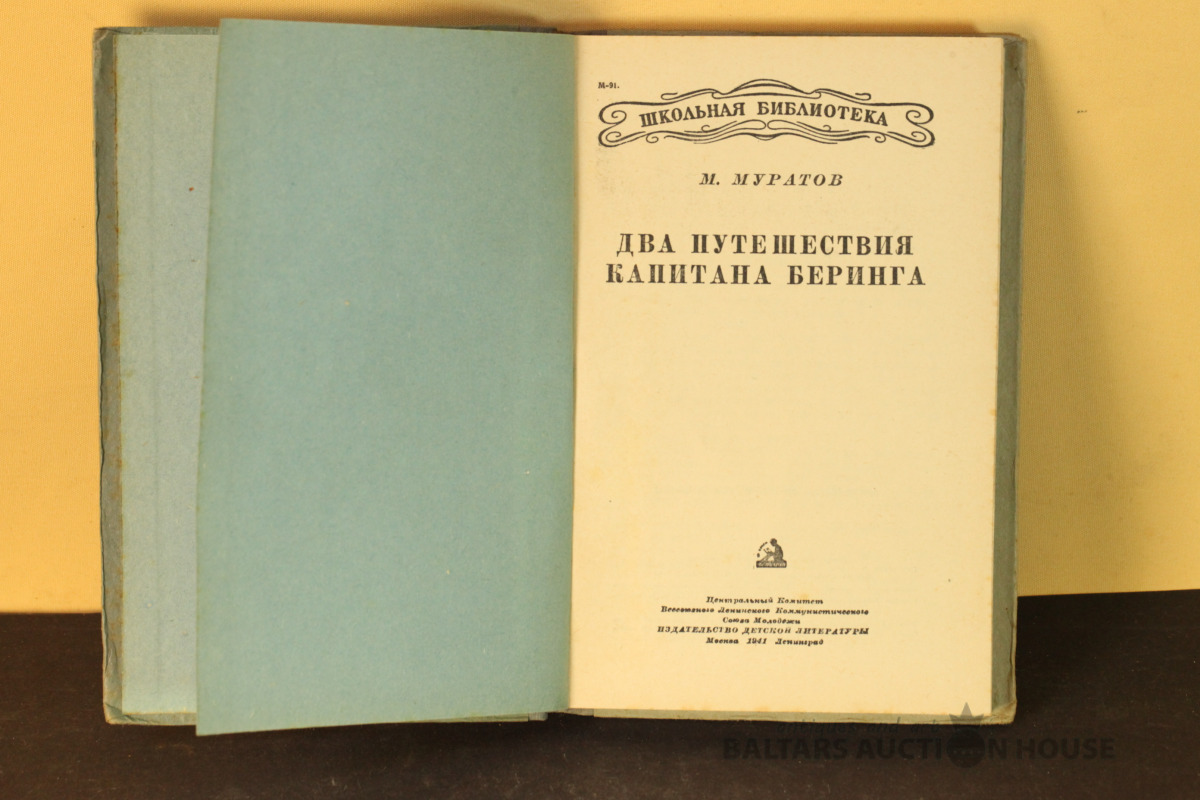 М-91.
ШКОЛЬНАЯ БИБЛИОТЕКА
М. МУРАТОВ
ДВА ПУТЕШЕСТВИЯ
КАПИТАНА БЕРИНГА
Центральный Комитет
Всесоюзного Ленинского Коммунистического
Союза Молодежи
ИЗДАТЕЛЬСТВО ДЕТСКОЙ ЛИТЕРАТУРЫ
Москва 1941 Ленинград
BALTARS AUCTION HOUSE